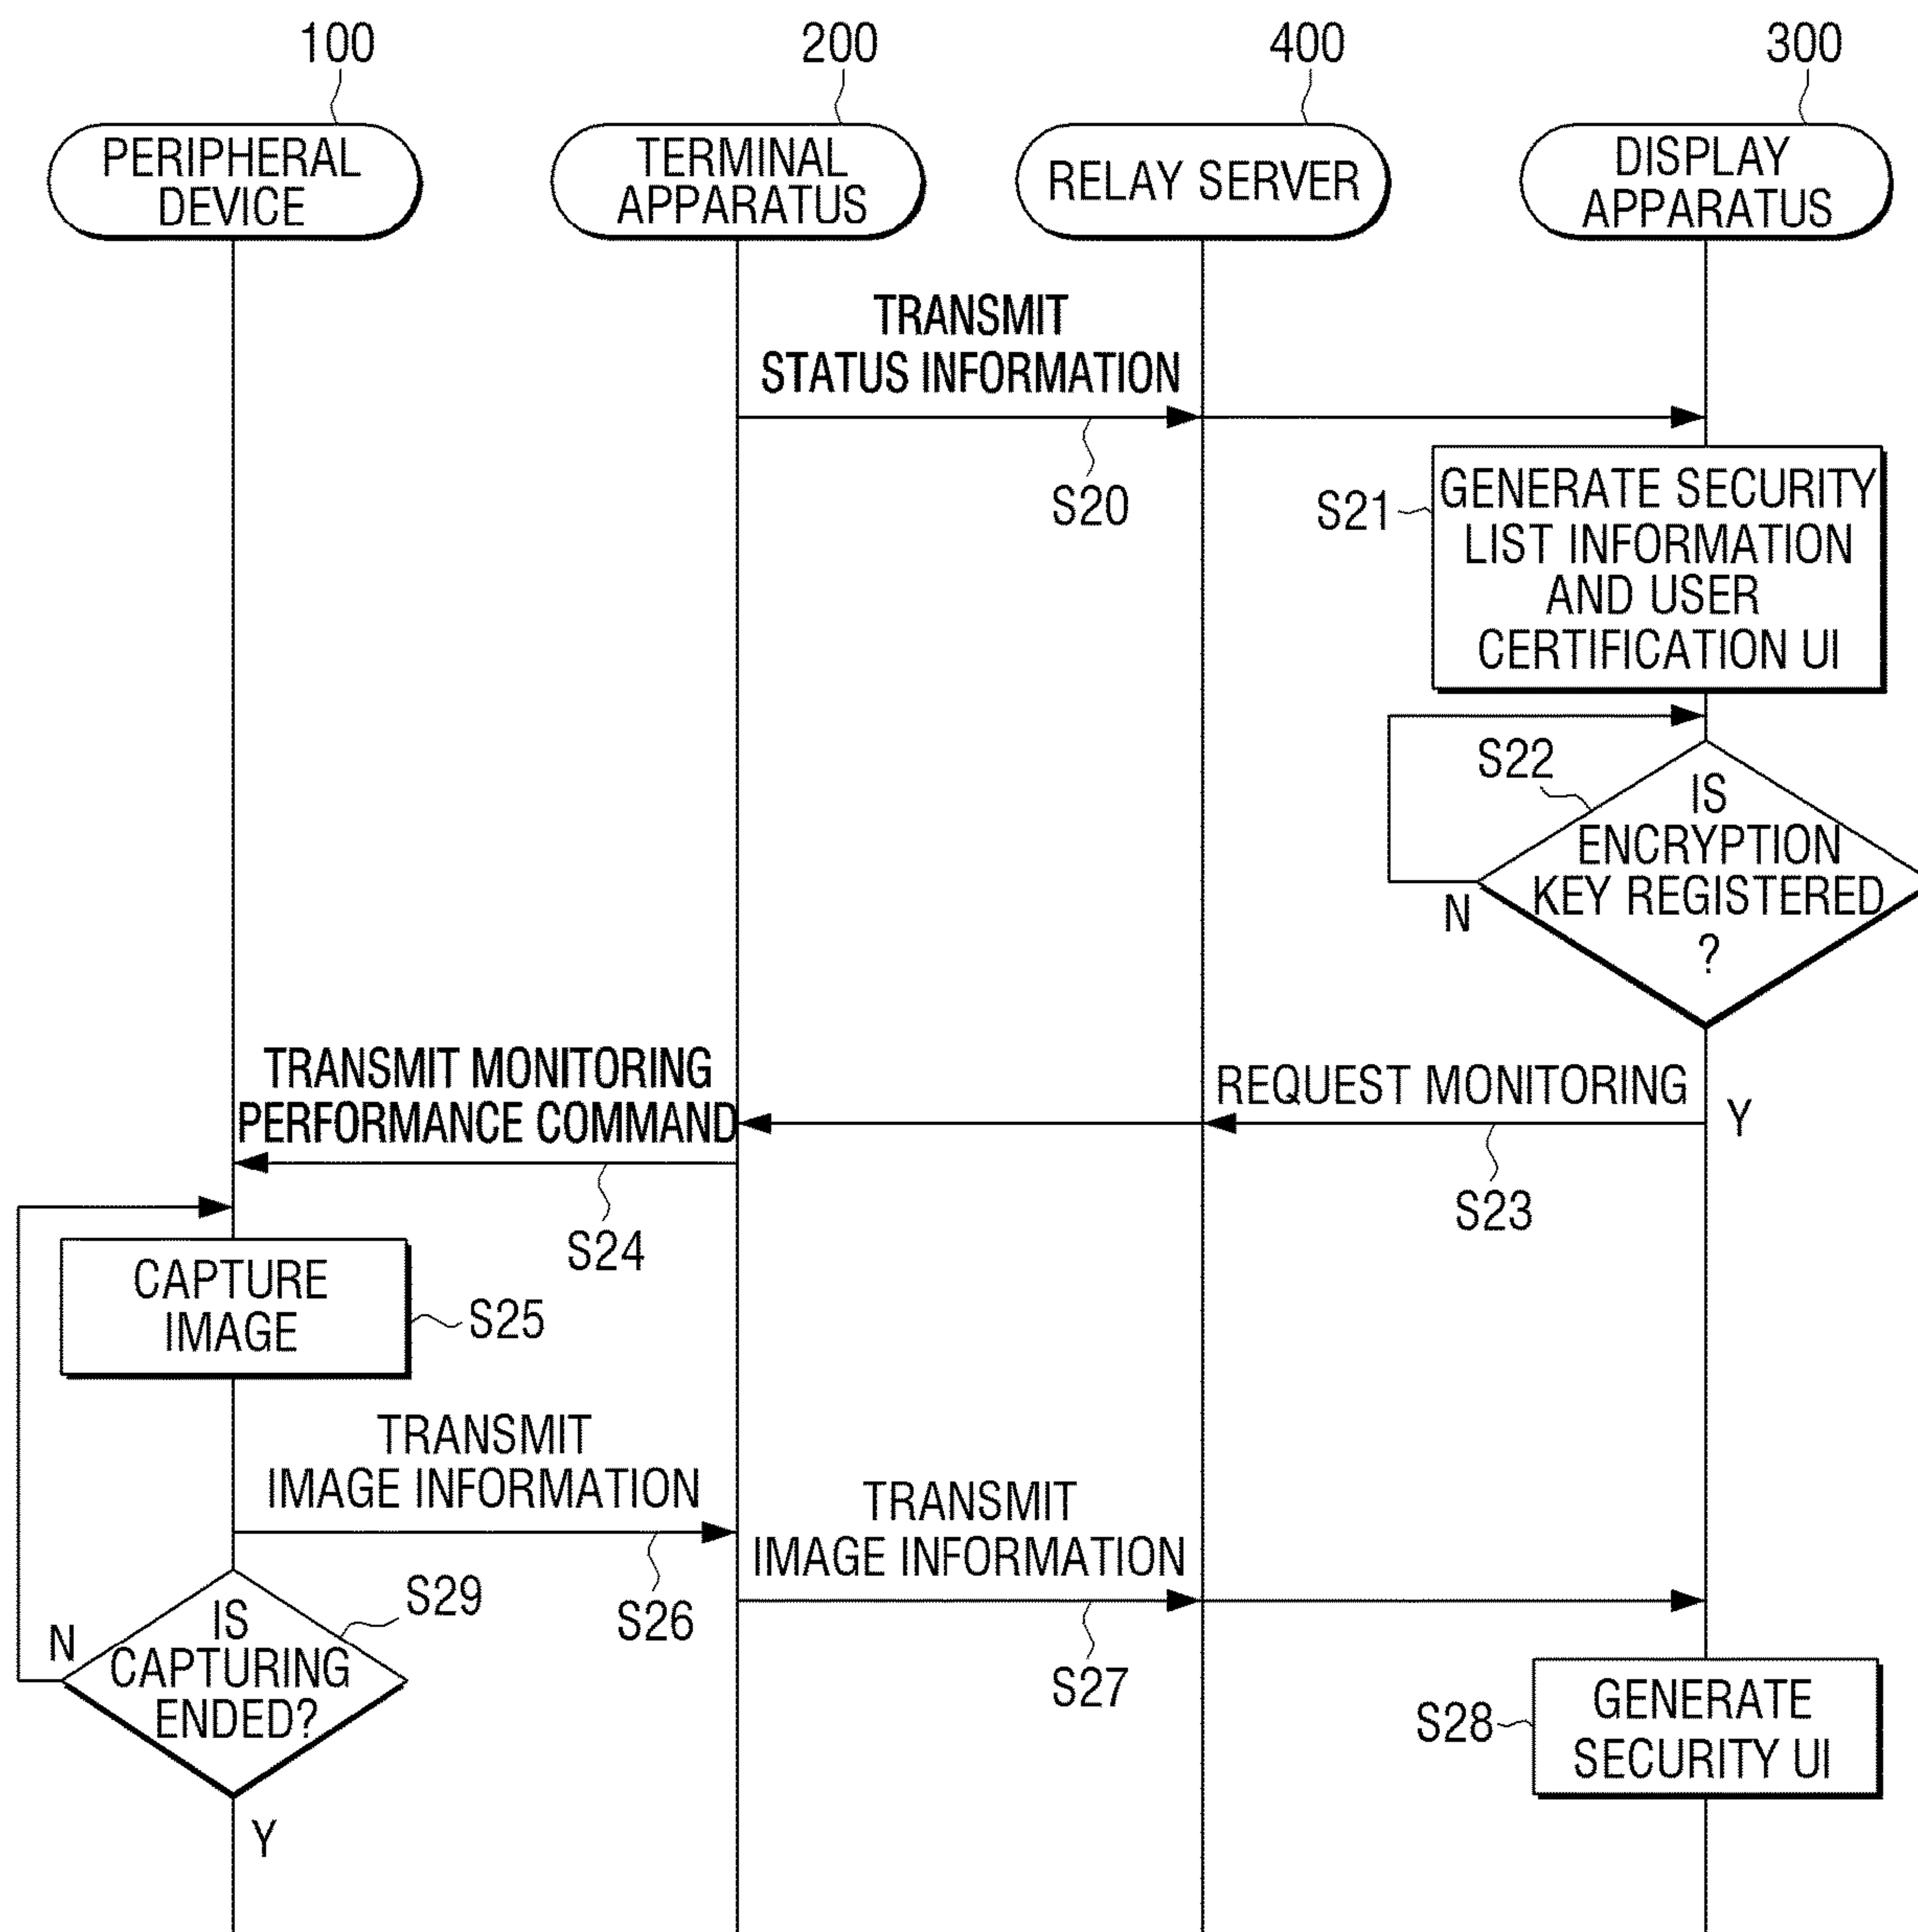 100
200
400
300
PERIPHERAL
DEVICE
TERMINAL
APPARATUS
RELAY SERVER
DISPLAY
APPARATUS
TRANSMIT
STATUS INFORMATION
S20
S21
GENERATE SECURITY
LIST INFORMATION
AND USER
CERTIFICATION UI
S22
IS
ENCRYPTION
KEY REGISTERED
?
N
Y
REQUEST MONITORING
S23
TRANSMIT MONITORING
PERFORMANCE COMMAND
S24
CAPTURE
IMAGE
S25
TRANSMIT
IMAGE INFORMATION
S26
TRANSMIT
IMAGE INFORMATION
S27
S29
IS
CAPTURING
ENDED?
N
Y
S28
GENERATE
SECURITY UI